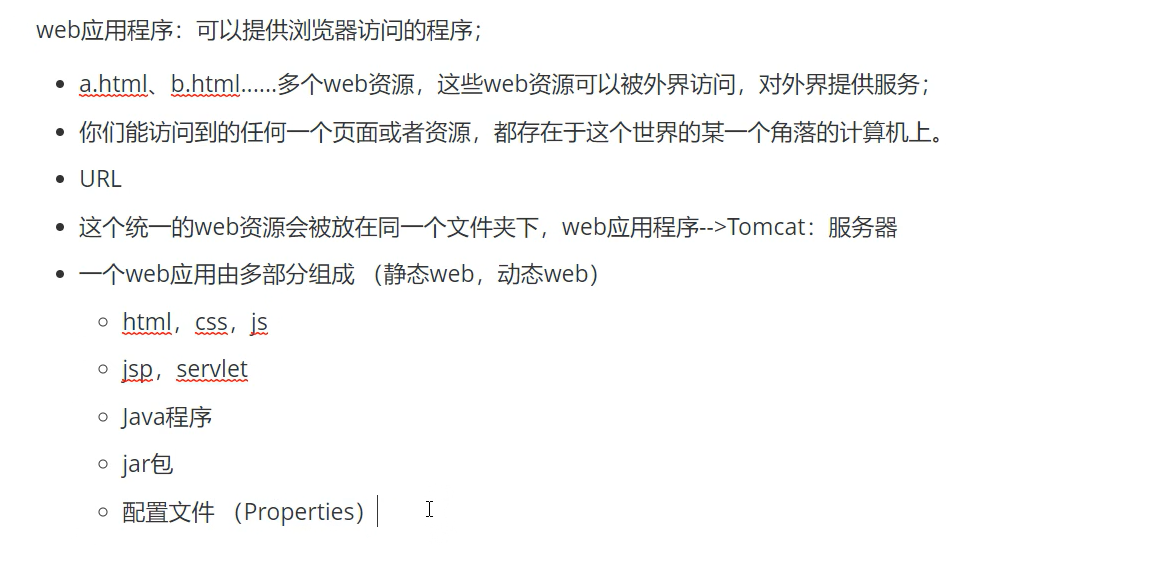 web应用程序：可以提供浏览器访问的程序；
a.html、b.html......多个web资源，这些web资源可以被外界访问，对外界提供服务；
你们能访问到的任何一个页面或者资源，都存在于这个世界的某一个角落的计算机上。
URL
这个统一的web资源会被放在同一个文件夹下，web应用程序-->Tomcat：服务器
一个web应用由多部分组成 （静态web，动态web）
html，css，js
jsp，servlet
Java程序
jar包
配置文件 （Properties）